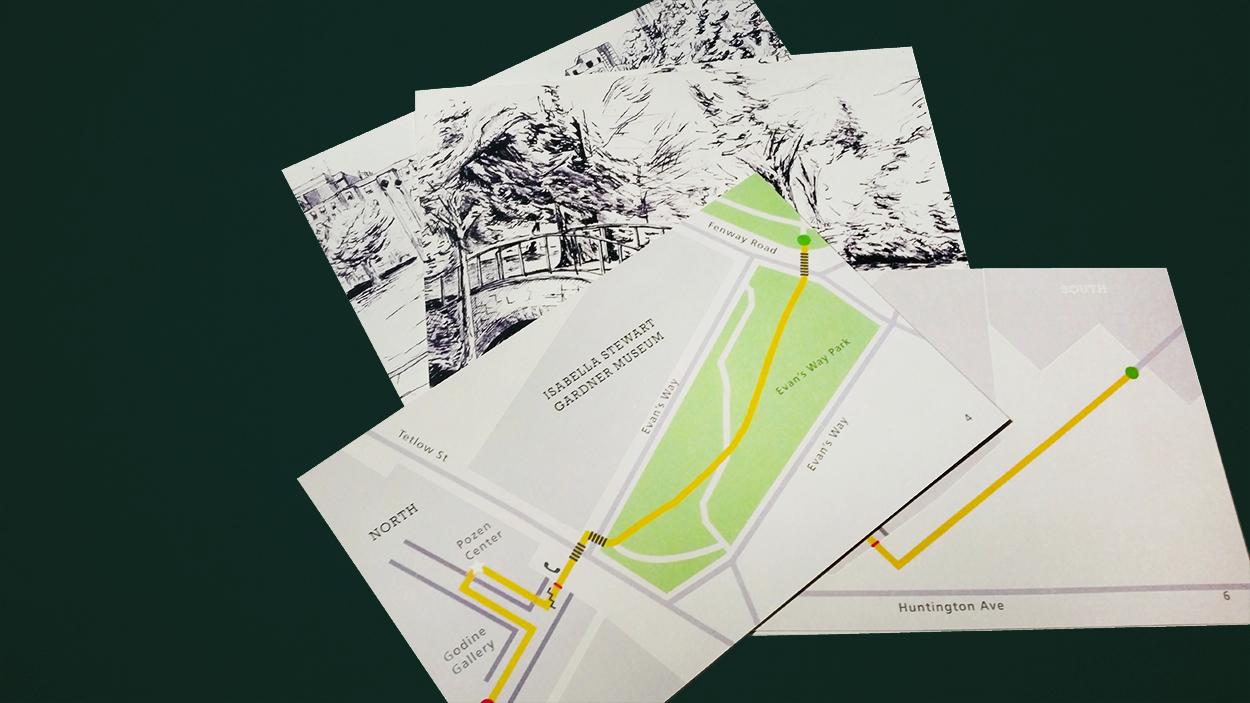 Fenway Road
SOUTH
ISABELLA STEWART
GARDNER MUSEUM
Evan's Way
Evan's Way Park
Evan's Way
4
Tetlow St
NORTH
Pozen
Center
Godine
Gallery
Huntington Ave
6